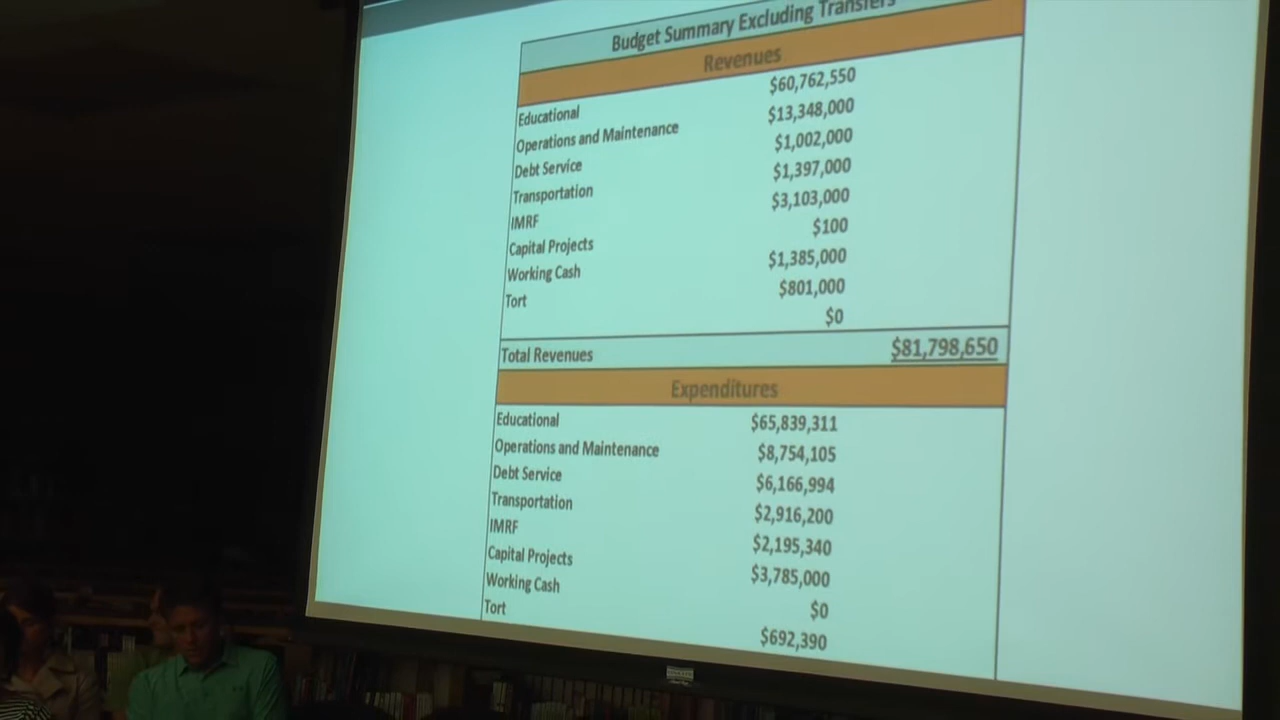 Budget Summary Excluding Transfers
Revenues
Educational $60,762,550
Operations and Maintenance $13,348,000
Debt Service $1,002,000
Transportation $1,397,000
IMRF $3,103,000
Capital Projects $100
Working Cash $1,385,000
Tort $801,000
$0
Total Revenues $81,798,650
Expenditures
Educational $65,839,311
Operations and Maintenance $8,754,105
Debt Service $6,166,994
Transportation $2,916,200
IMRF $2,195,340
Capital Projects $3,785,000
Working Cash $0
Tort $692,390